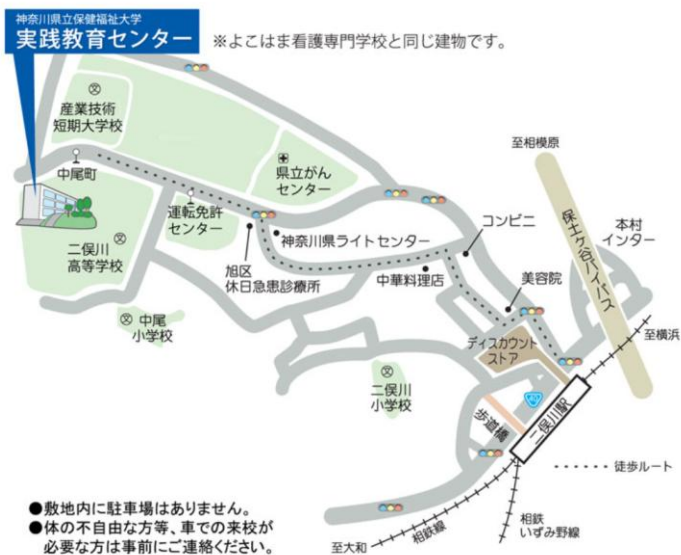 神奈川県立保健福祉大学
実践教育センター
※よこはま看護専門学校と同じ建物です。
産業技術
短期大学校
中尾町
県立がん
センター
運転免許
センター
二俣川
高等学校
旭区
休日急患診療所
神奈川県ライトセンター
中華料理店
コンビニ
美容院
至相模原
保土ヶ谷バイパス
本村
インター
至横浜
中尾
小学校
ディスカウント
ストア
二俣川
小学校
歩道橋
二俣川駅
徒歩ルート
●敷地内に駐車場はありません。
●体の不自由な方等、車での来校が
必要な方は事前にご連絡ください。
至大和
相鉄線
相鉄
いずみ野線